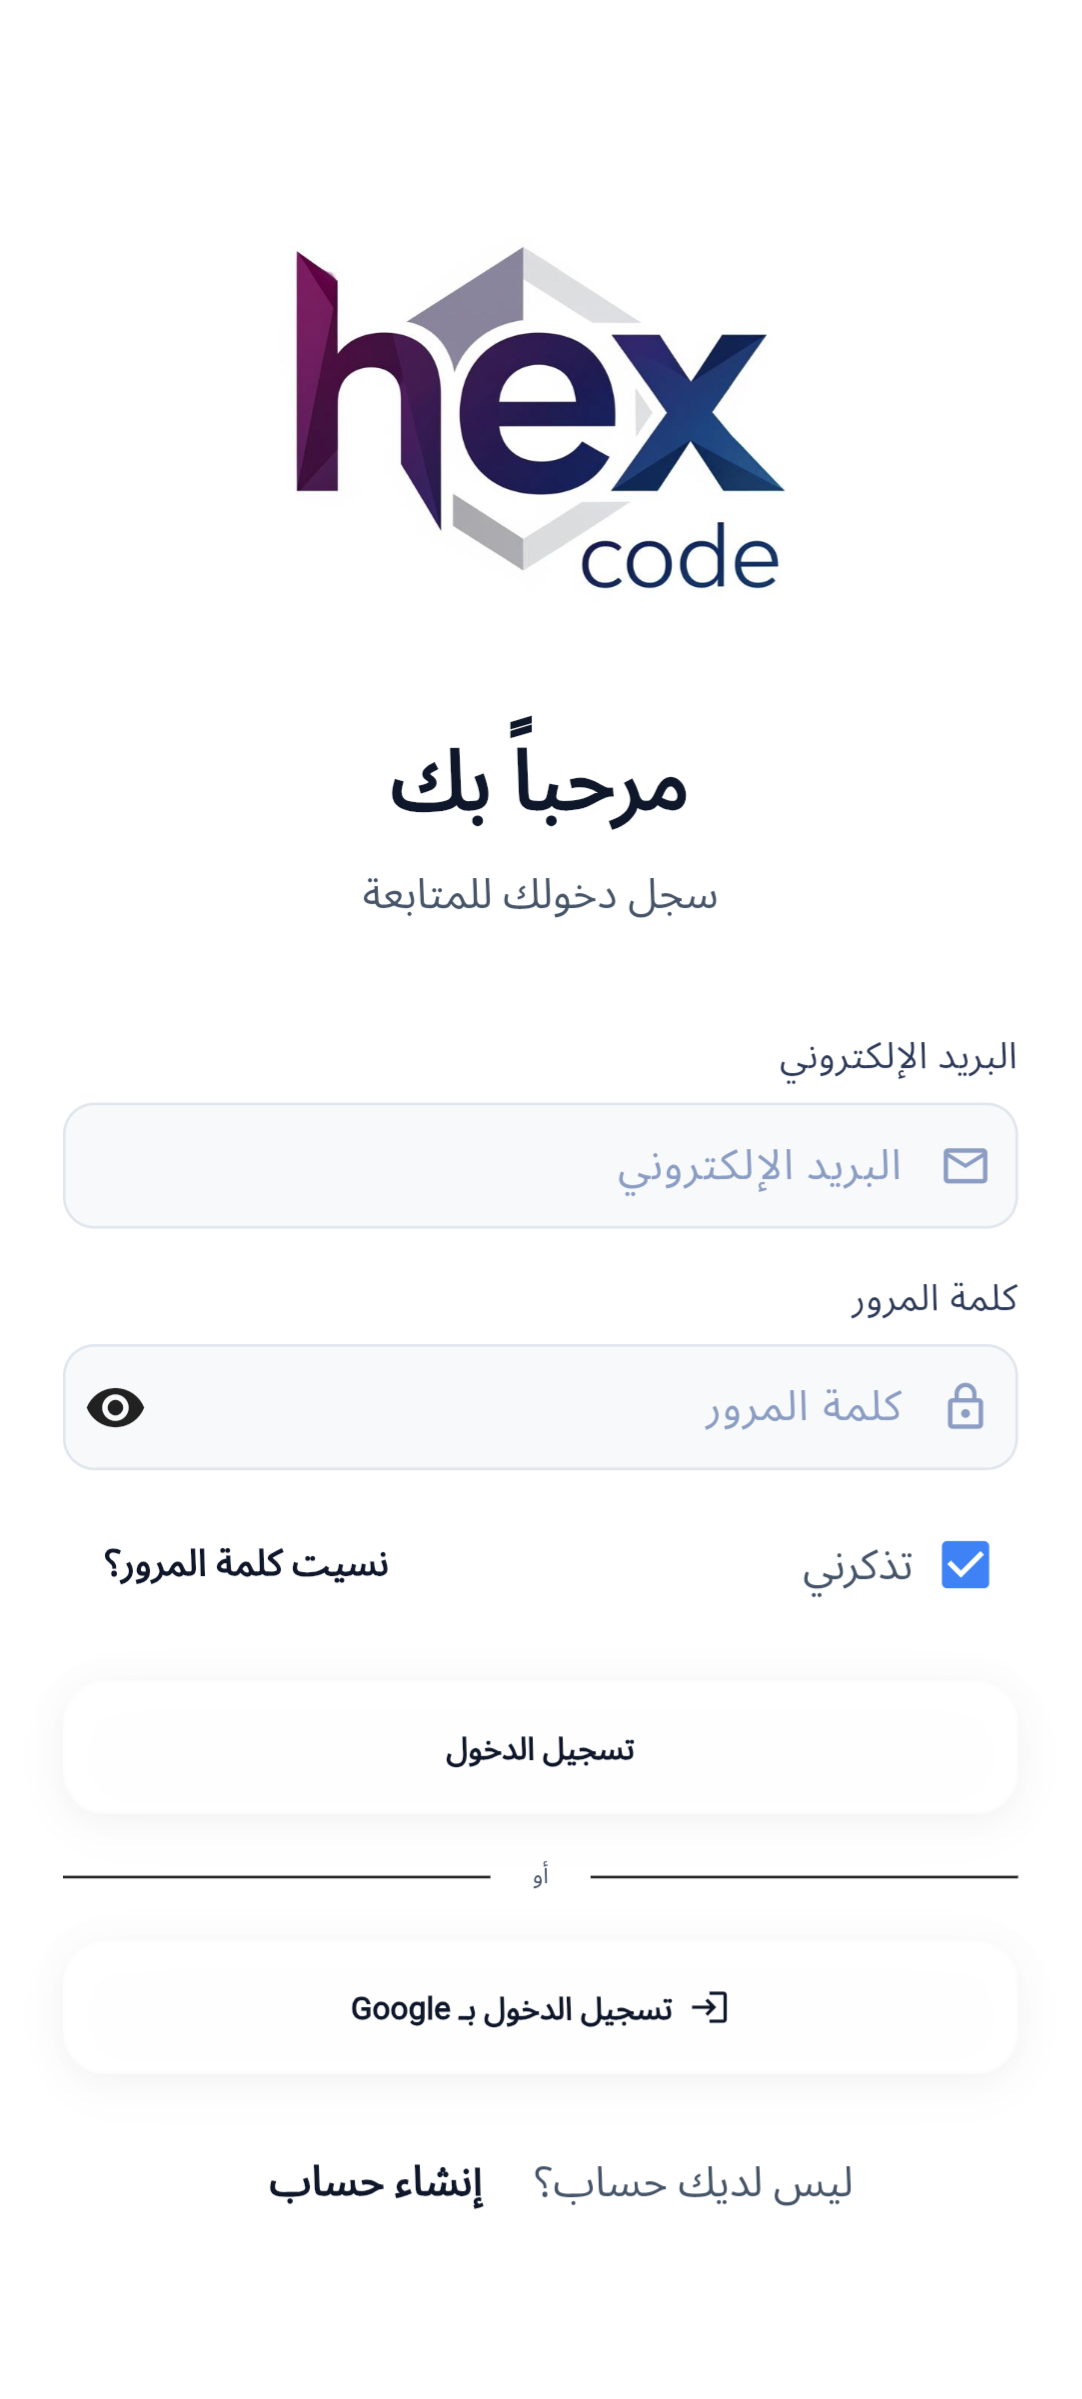 hex
code
مرحباً بك
سجل دخولك للمتابعة
البريد الإلكتروني
البريد الإلكتروني
كلمة المرور
كلمة المرور
تذكرني نسيت كلمة المرور؟
تسجيل الدخول
أو
تسجيل الدخول بـ Google
ليس لديك حساب؟ إنشاء حساب